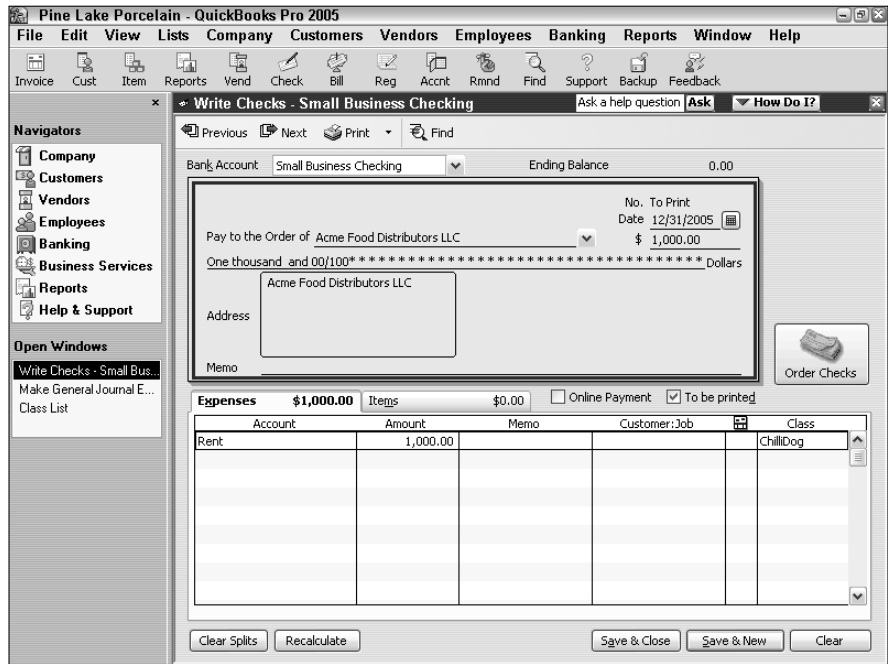 Pine Lake Porcelain - QuickBooks Pro 2005
File Edit View Lists Company Customers Vendors Employees Banking Reports Window Help
Invoice Cust Item Reports Vend Check Bill Reg Accnt Rmnd Find Support Backup Feedback
Write Checks - Small Business Checking Ask a help question Ask How Do I?
Navigators
Company
Customers
Vendors
Employees
Banking
Business Services
Reports
Help & Support
Open Windows
Write Checks - Small Bus...
Make General Journal E...
Class List
Previous Next Print Find
Bank Account Small Business Checking Ending Balance 0.00
No. To Print
Date 12/31/2005
Pay to the Order of Acme Food Distributors LLC $ 1,000.00
One thousand and 00/100* * * * * * * * * * * * * * * * * * * * * * * * * * * * * * * * * * * * * * Dollars
Acme Food Distributors LLC
Address
Memo
Order Checks
Expenses $1,000.00 Items $0.00 Online Payment To be printed
Account Amount Memo Customer:Job Class
Rent 1,000.00 ChilliDog
Clear Splits Recalculate Save & Close Save & New Clear